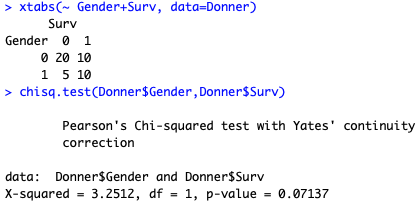 > xtabs(~ Gender+Surv, data=Donner)
      Surv
Gender  0  1
     0 20 10
     1  5 10
> chisq.test(Donner$Gender,Donner$Surv)
        Pearson's Chi-squared test with Yates' continuity
        correction
data:  Donner$Gender and Donner$Surv
X-squared = 3.2512, df = 1, p-value = 0.07137